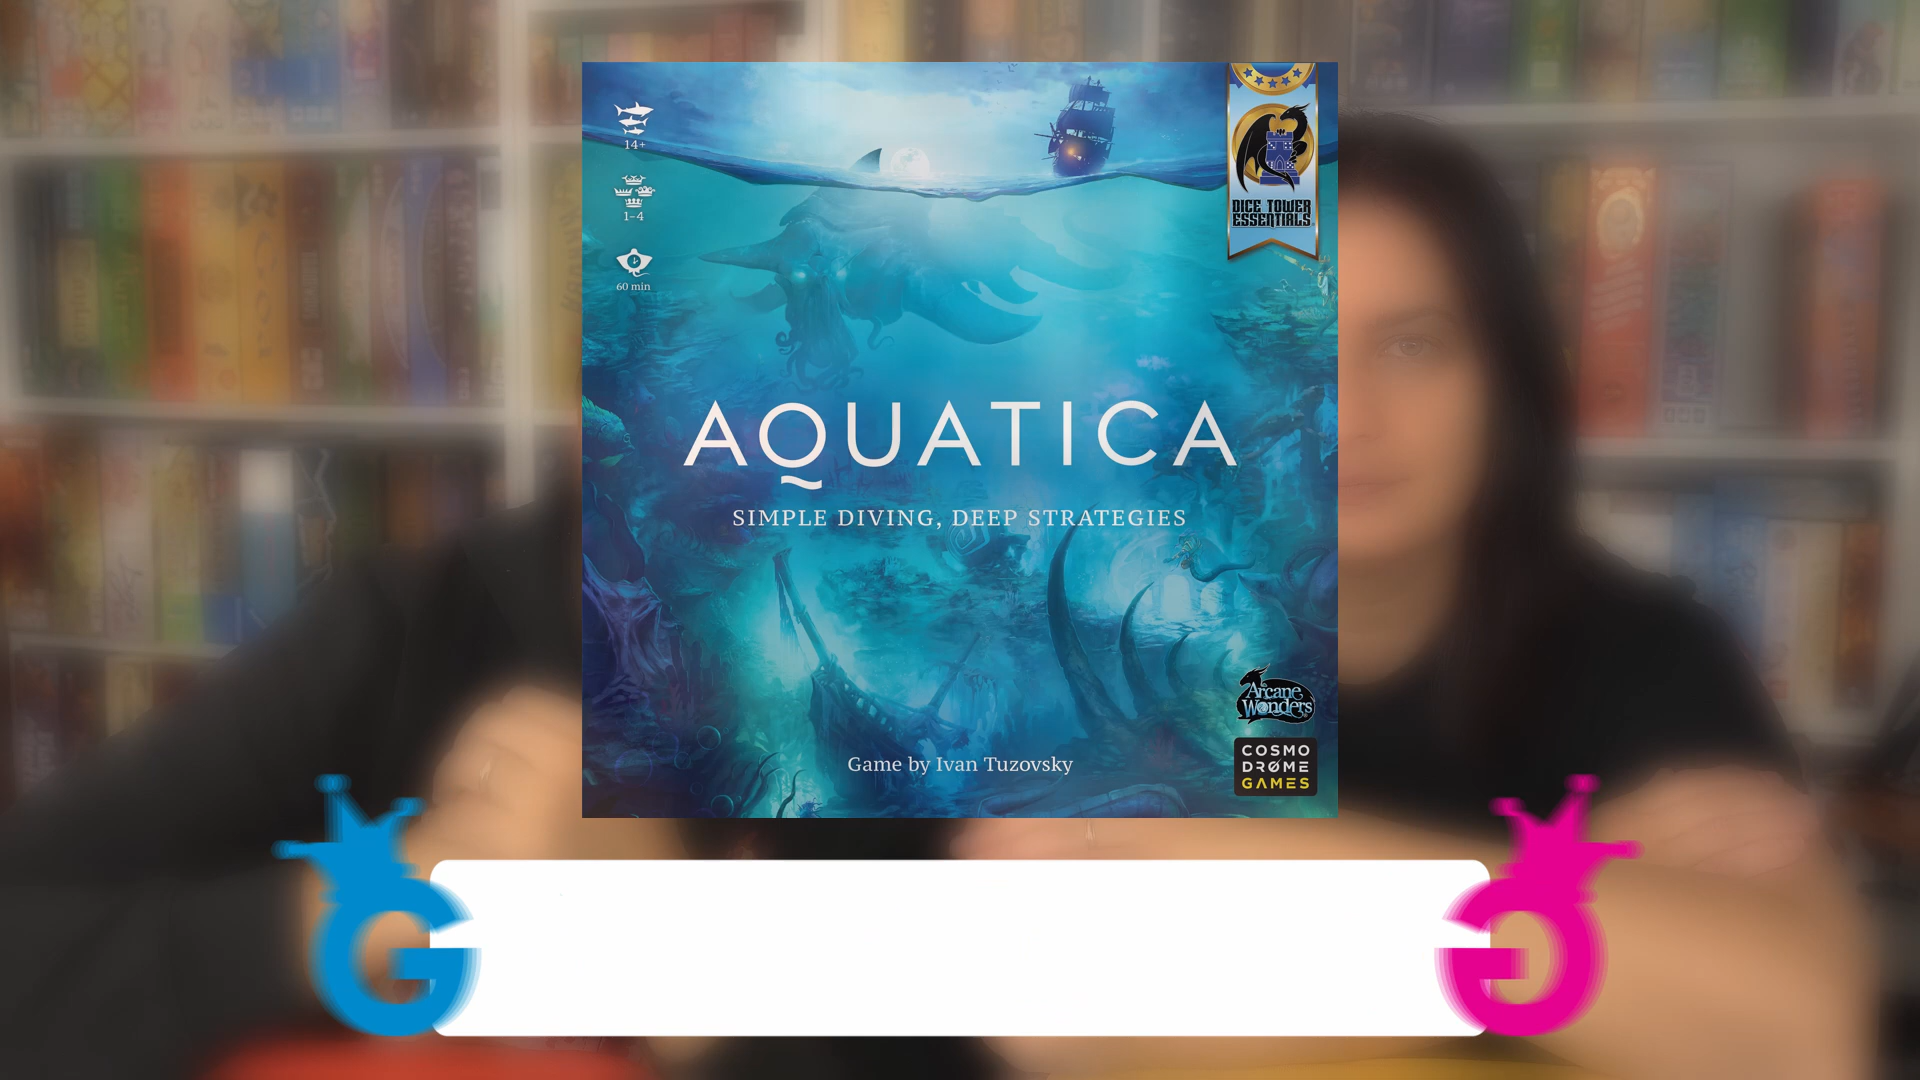 14+
1-4
60 min
DICE TOWER
ESSENTIALS
AQUATICA
SIMPLE DIVING, DEEP STRATEGIES
Game by Ivan Tuzovsky
Arcane
Wonders
COSMO
DRØME
GAMES
G
G